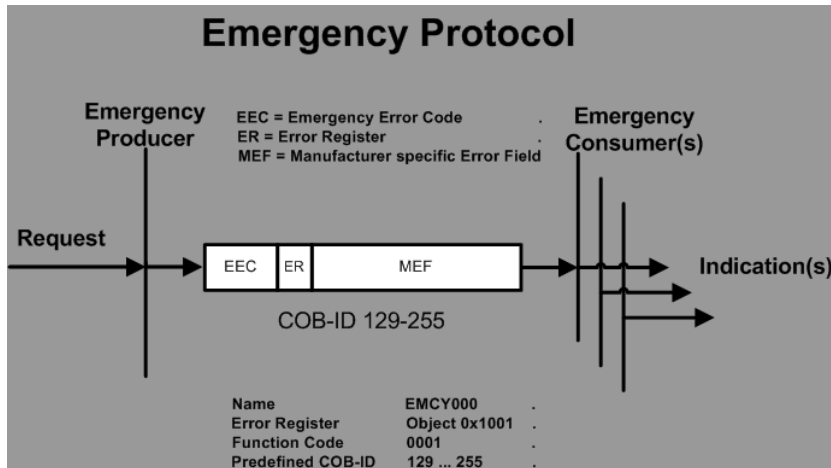 Emergency Protocol
Emergency
Producer
EEC = Emergency Error Code .
ER = Error Register .
MEF = Manufacturer specific Error Field
Emergency
Consumer(s)
Request
EEC ER MEF
Indication(s)
COB-ID 129-255
Name EMCY000 .
Error Register Object 0x1001 .
Function Code 0001 .
Predefined COB-ID 129 ... 255 .